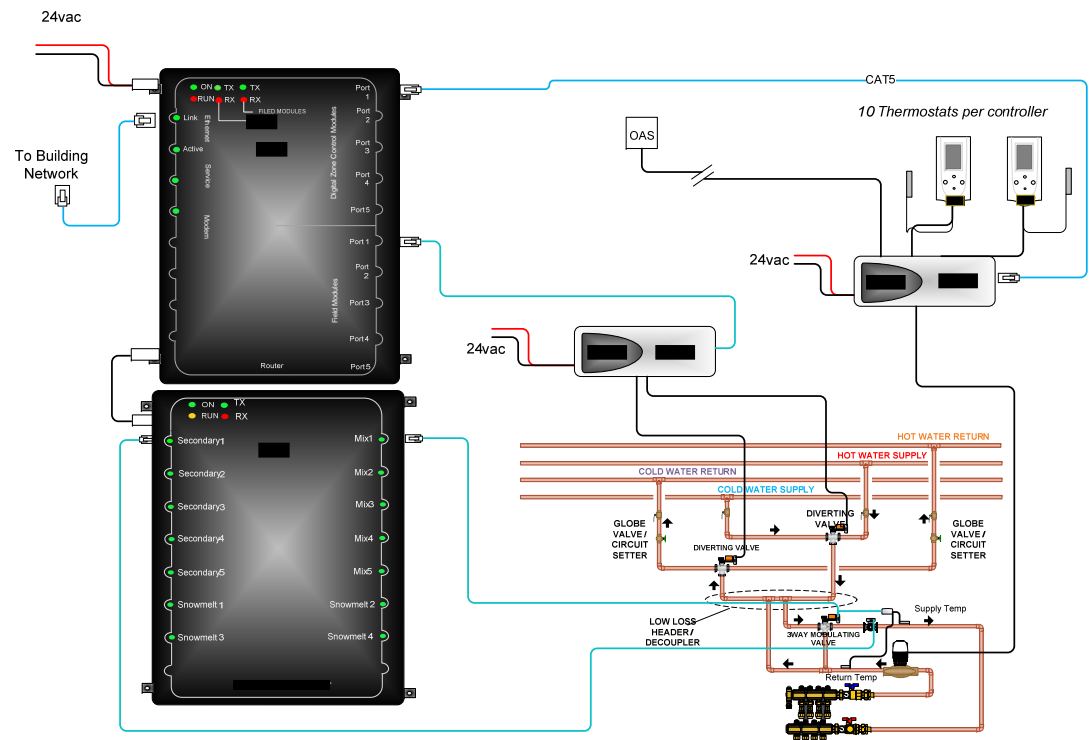 24vac
ON
TX
TX
RUN
RX
RX
FILED MODULES
Link
Ethernet
Active
Service
Modem
Digital Zone Control Modules
Port
1
Port
2
Port
3
Port
4
Port5
Port 1
Port
2
Port3
Port4
Port5
Field Modules
Router
To Building
Network
CAT5
10 Thermostats per controller
OAS
24vac
24vac
ON
TX
RUN
RX
Secondary1
Secondary2
Secondary3
Secondary4
Secondary5
Snowmelt 1
Snowmelt 3
Mix1
Mix2
Mix3
Mix4
Mix5
Snowmelt 2
Snowmelt 4
HOT WATER RETURN
HOT WATER SUPPLY
COLD WATER RETURN
COLD WATER SUPPLY
GLOBE
VALVE/
CIRCUIT
SETTER
DIVERTING
VALVE
DIVERTING VALVE
GLOBE
VALVE/
CIRCUIT
SETTER
LOW LOSS
HEADER/
DECOUPLER
3WAY MODULATING
VALVE
Supply Temp
Return Temp